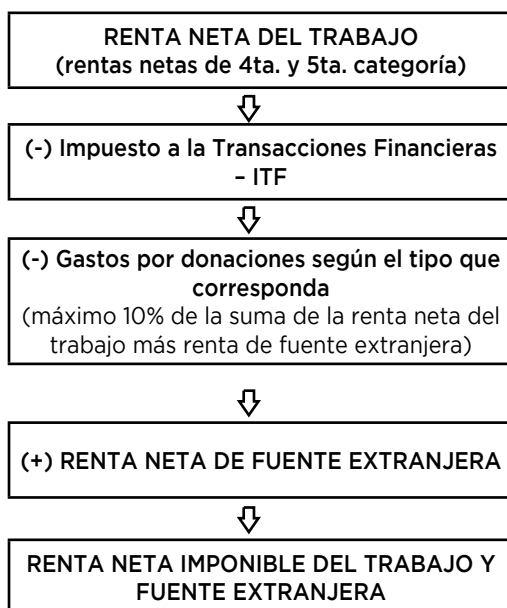 RENTA NETA DEL TRABAJO
(rentas netas de 4ta. y 5ta. categoría)
(-) Impuesto a la Transacciones Financieras
– ITF
(-) Gastos por donaciones según el tipo que
corresponda
(máximo 10% de la suma de la renta neta del
trabajo más renta de fuente extranjera)
(+) RENTA NETA DE FUENTE EXTRANJERA
RENTA NETA IMPONIBLE DEL TRABAJO Y
FUENTE EXTRANJERA